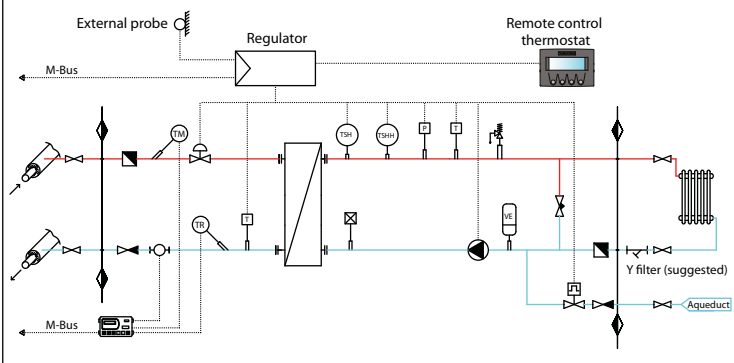 External probe
Regulator
Remote control
thermostat
M-Bus
TM
TSH
TSHH
P
T
TR
T
VE
Y filter (suggested)
Aqueduct
M-Bus